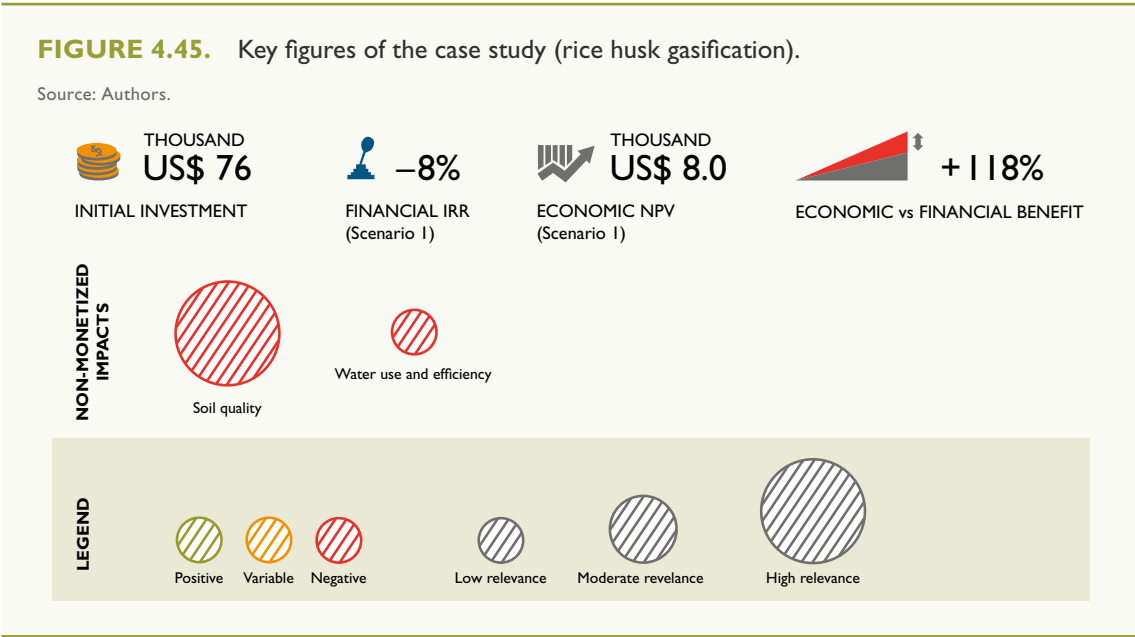 FIGURE 4.45. Key figures of the case study (rice husk gasification).
Source: Authors.
THOUSAND
US$ 76
INITIAL INVESTMENT
–8%
FINANCIAL IRR
(Scenario 1)
THOUSAND
US$ 8.0
ECONOMIC NPV
(Scenario 1)
+118%
ECONOMIC vs FINANCIAL BENEFIT
NON-MONETIZED
IMPACTS
Soil quality
Water use and efficiency
LEGEND
Positive
Variable
Negative
Low relevance
Moderate revelance
High relevance